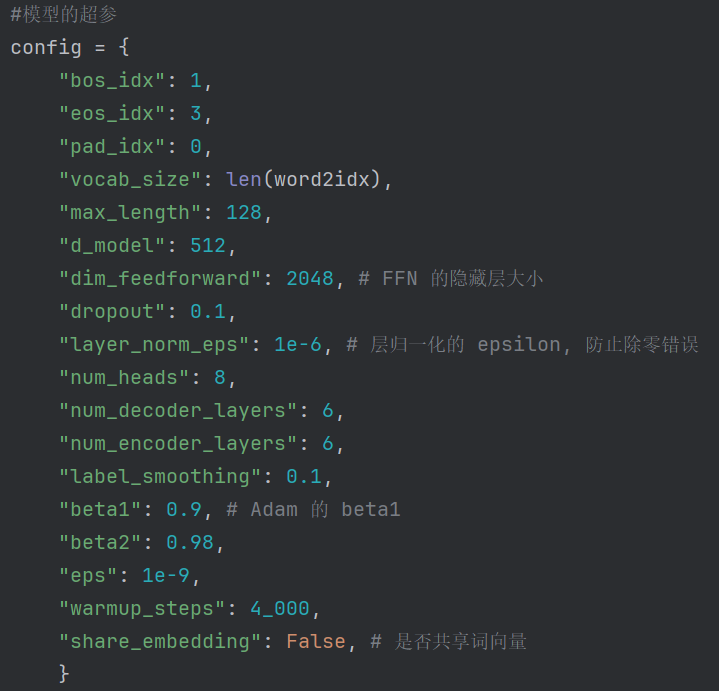 #模型的超参
config = {
    "bos_idx": 1,
    "eos_idx": 3,
    "pad_idx": 0,
    "vocab_size": len(word2idx),
    "max_length": 128,
    "d_model": 512,
    "dim_feedforward": 2048, # FFN 的隐藏层大小
    "dropout": 0.1,
    "layer_norm_eps": 1e-6, # 层归一化的 epsilon, 防止除零错误
    "num_heads": 8,
    "num_decoder_layers": 6,
    "num_encoder_layers": 6,
    "label_smoothing": 0.1,
    "beta1": 0.9, # Adam 的 beta1
    "beta2": 0.98,
    "eps": 1e-9,
    "warmup_steps": 4_000,
    "share_embedding": False, # 是否共享词向量
    }